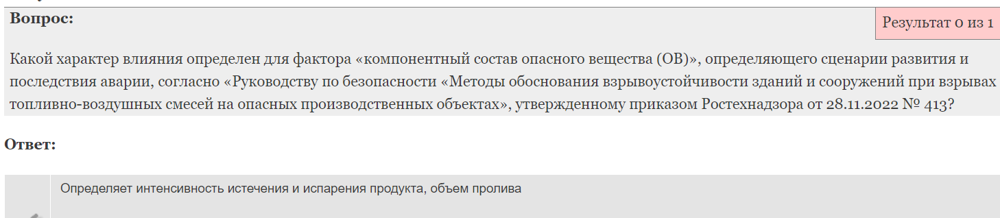 Вопрос:
Результат 0 из 1
Какой характер влияния определен для фактора «компонентный состав опасного вещества (ОВ)», определяющего сценарии развития и
последствия аварии, согласно «Руководству по безопасности «Методы обоснования взрывоустойчивости зданий и сооружений при взрывах
топливно-воздушных смесей на опасных производственных объектах», утвержденному приказом Ростехнадзора от 28.11.2022 № 413?
Ответ:
Определяет интенсивность истечения и испарения продукта, объем пролива